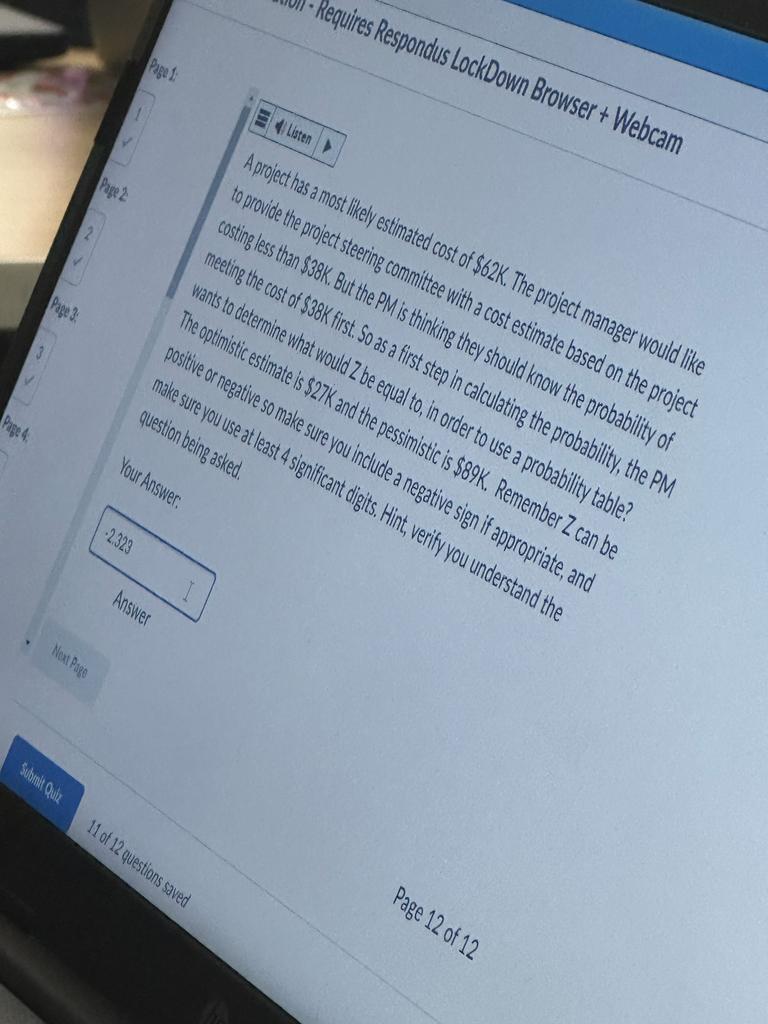 - Requires Respondus LockDown Browser + Webcam
Page 1:
1
Page 2:
2
Page 3:
3
Page 4:
Listen
A project has a most likely estimated cost of $62K. The project manager would like
to provide the project steering committee with a cost estimate based on the project
costing less than $38K. But the PM is thinking they should know the probability of
meeting the cost of $38K first. So as a first step in calculating the probability, the PM
wants to determine what would Z be equal to, in order to use a probability table?
The optimistic estimate is $27K and the pessimistic is $89K. Remember Z can be
positive or negative so make sure you include a negative sign if appropriate, and
make sure you use at least 4 significant digits. Hint, verify you understand the
question being asked.
Your Answer:
-2.323
Answer
Next Page
Submit Quiz
11 of 12 questions saved
Page 12 of 12